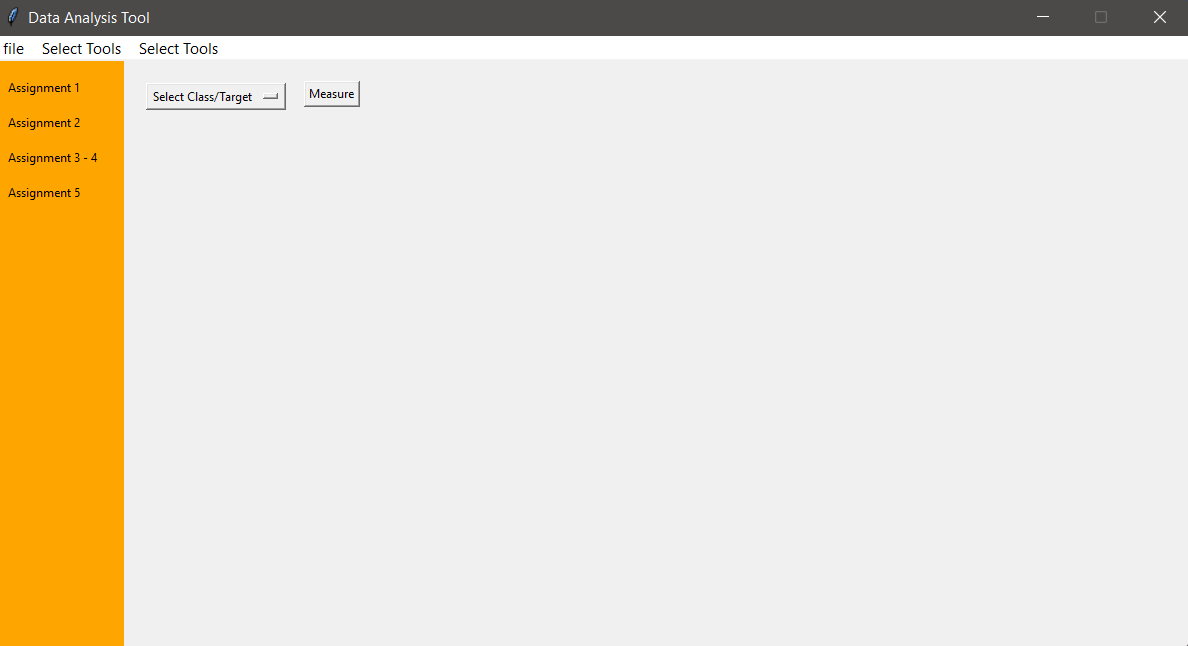 Data Analysis Tool
file Select Tools Select Tools
Assignment 1
Select Class/Target Measure
Assignment 2
Assignment 3 - 4
Assignment 5